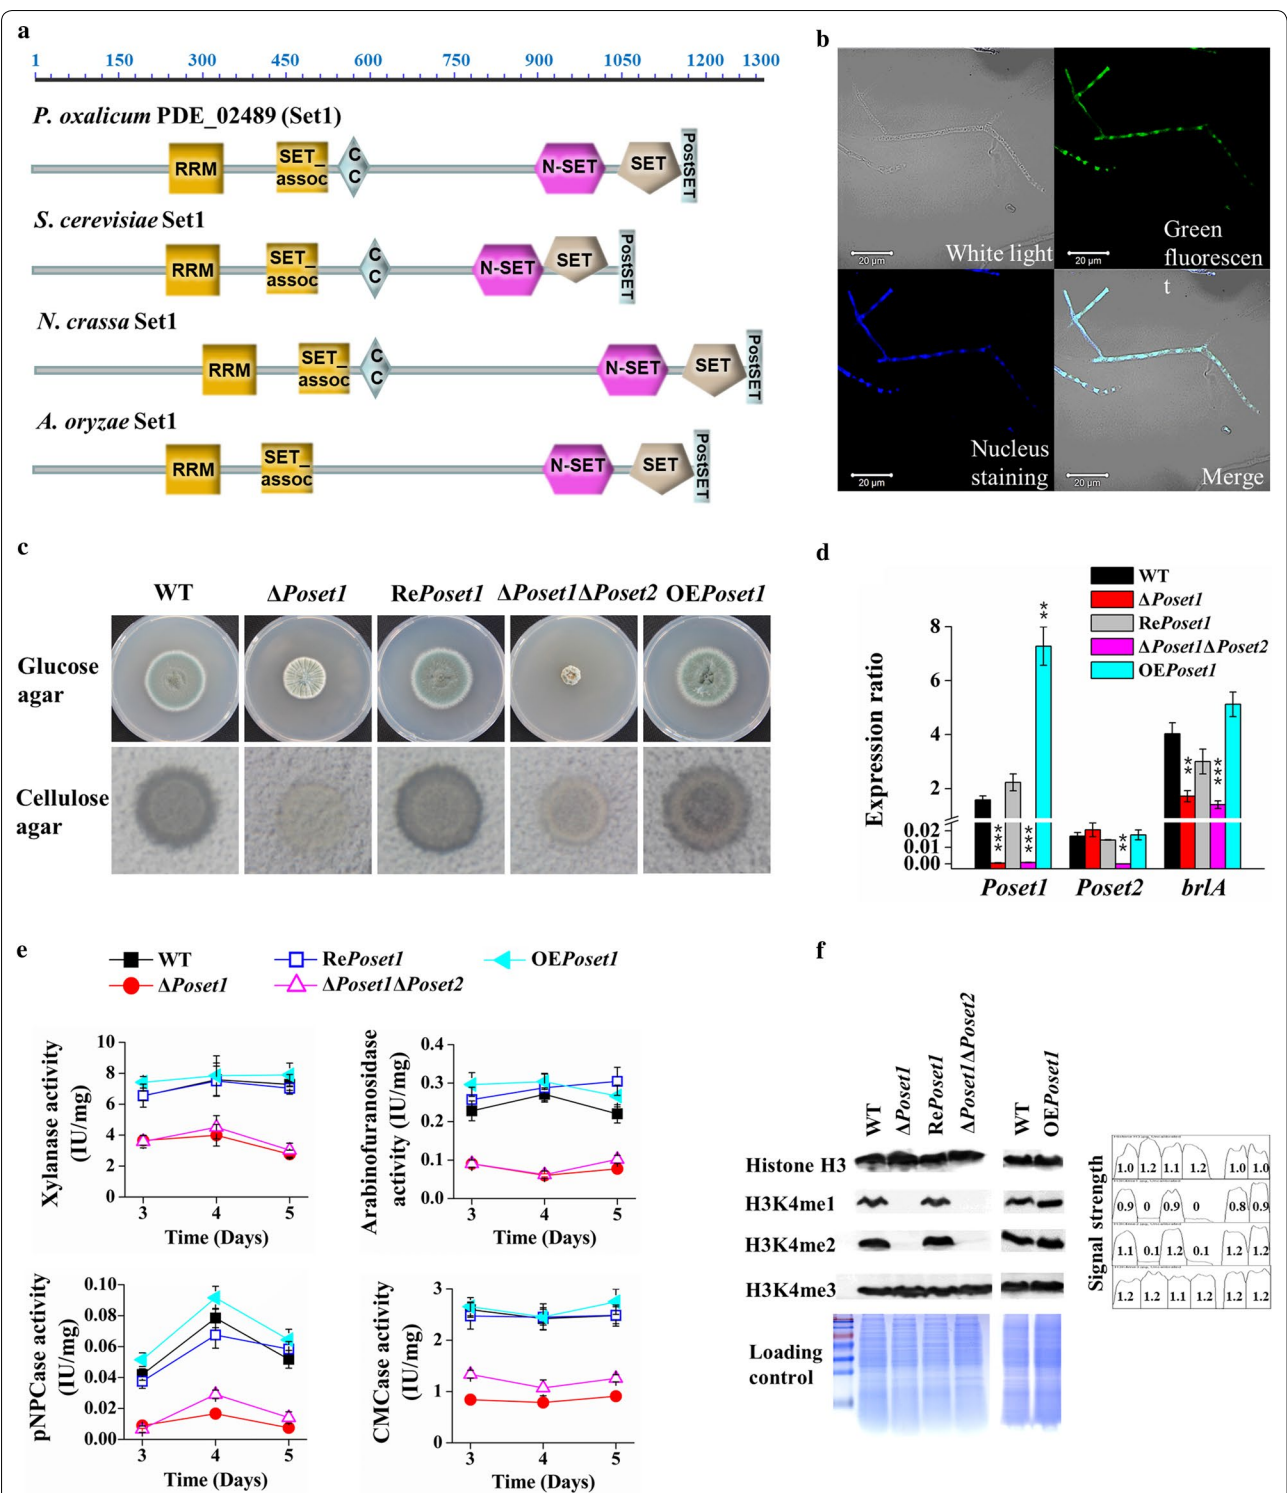 a
1 150 300 450 600 750 900 1050 1200 1300
P. oxalicum PDE_02489 (Set1)
RRM SET_ assoc C C N-SET SET PostSET
S. cerevisiae Set1
RRM SET_ assoc C C N-SET SET PostSET
N. crassa Set1
RRM SET_ assoc C C N-SET SET PostSET
A. oryzae Set1
RRM SET_ assoc N-SET SET PostSET
b
20 µm White light
20 µm Green
fluorescen
t
20 µm Nucleus
staining
20 µm Merge
c
WT ΔPoset1 RePoset1 ΔPoset1ΔPoset2 OEPoset1
Glucose
agar
Cellulose
agar
d
WT
ΔPoset1
RePoset1
ΔPoset1ΔPoset2
OEPoset1
Expression ratio
8
6
4
2
0.02
0.01
0.00
*** *** ** ** ** ***
Poset1 Poset2 brlA
e
WT RePoset1 OEPoset1
ΔPoset1 ΔPoset1ΔPoset2
Xylanase activity
(IU/mg)
10
8
6
4
2
0
3 4 5
Time (Days)
Arabinofuranosidase
activity (IU/mg)
0.4
0.3
0.2
0.1
0.0
3 4 5
Time (Days)
pNPCase activity
(IU/mg)
0.10
0.08
0.06
0.04
0.02
0.00
3 4 5
Time (Days)
CMCase activity
(IU/mg)
3
2
1
0
3 4 5
Time (Days)
f
WT ΔPoset1 RePoset1 ΔPoset1ΔPoset2 WT OEPoset1
Histone H3
H3K4me1
H3K4me2
H3K4me3
Loading
control
Signal strength
1.0 1.2 1.1 1.2 1.0 1.0
0.9 0 0.9 0 0.8 0.9
1.1 0.1 1.2 0.1 1.2 1.2
1.2 1.2 1.1 1.2 1.2 1.2